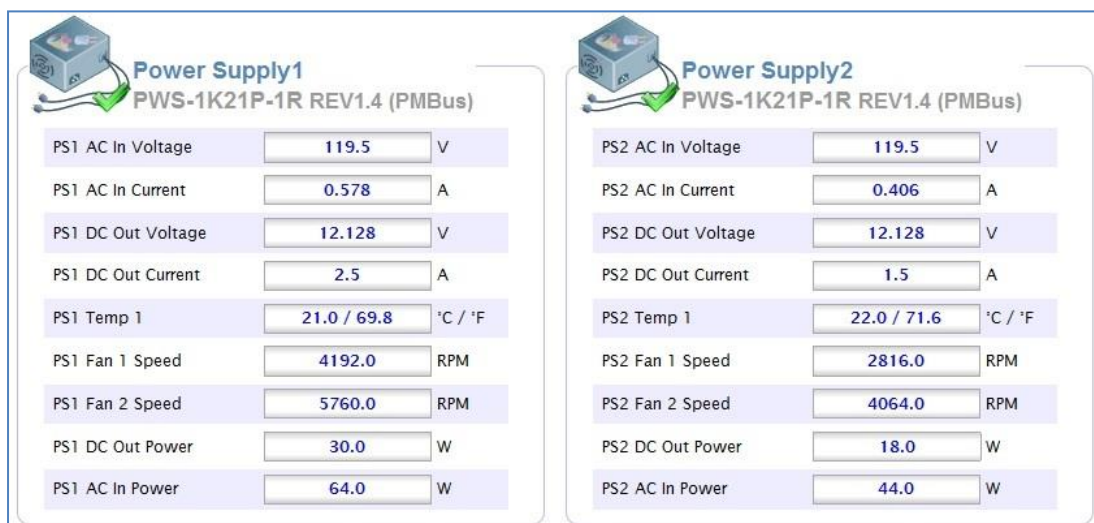 Power Supply1
PWS-1K21P-1R REV1.4 (PMBus)
PS1 AC In Voltage 119.5 V
PS1 AC In Current 0.578 A
PS1 DC Out Voltage 12.128 V
PS1 DC Out Current 2.5 A
PS1 Temp 1 21.0 / 69.8 °C / °F
PS1 Fan 1 Speed 4192.0 RPM
PS1 Fan 2 Speed 5760.0 RPM
PS1 DC Out Power 30.0 W
PS1 AC In Power 64.0 W
Power Supply2
PWS-1K21P-1R REV1.4 (PMBus)
PS2 AC In Voltage 119.5 V
PS2 AC In Current 0.406 A
PS2 DC Out Voltage 12.128 V
PS2 DC Out Current 1.5 A
PS2 Temp 1 22.0 / 71.6 °C / °F
PS2 Fan 1 Speed 2816.0 RPM
PS2 Fan 2 Speed 4064.0 RPM
PS2 DC Out Power 18.0 W
PS2 AC In Power 44.0 W